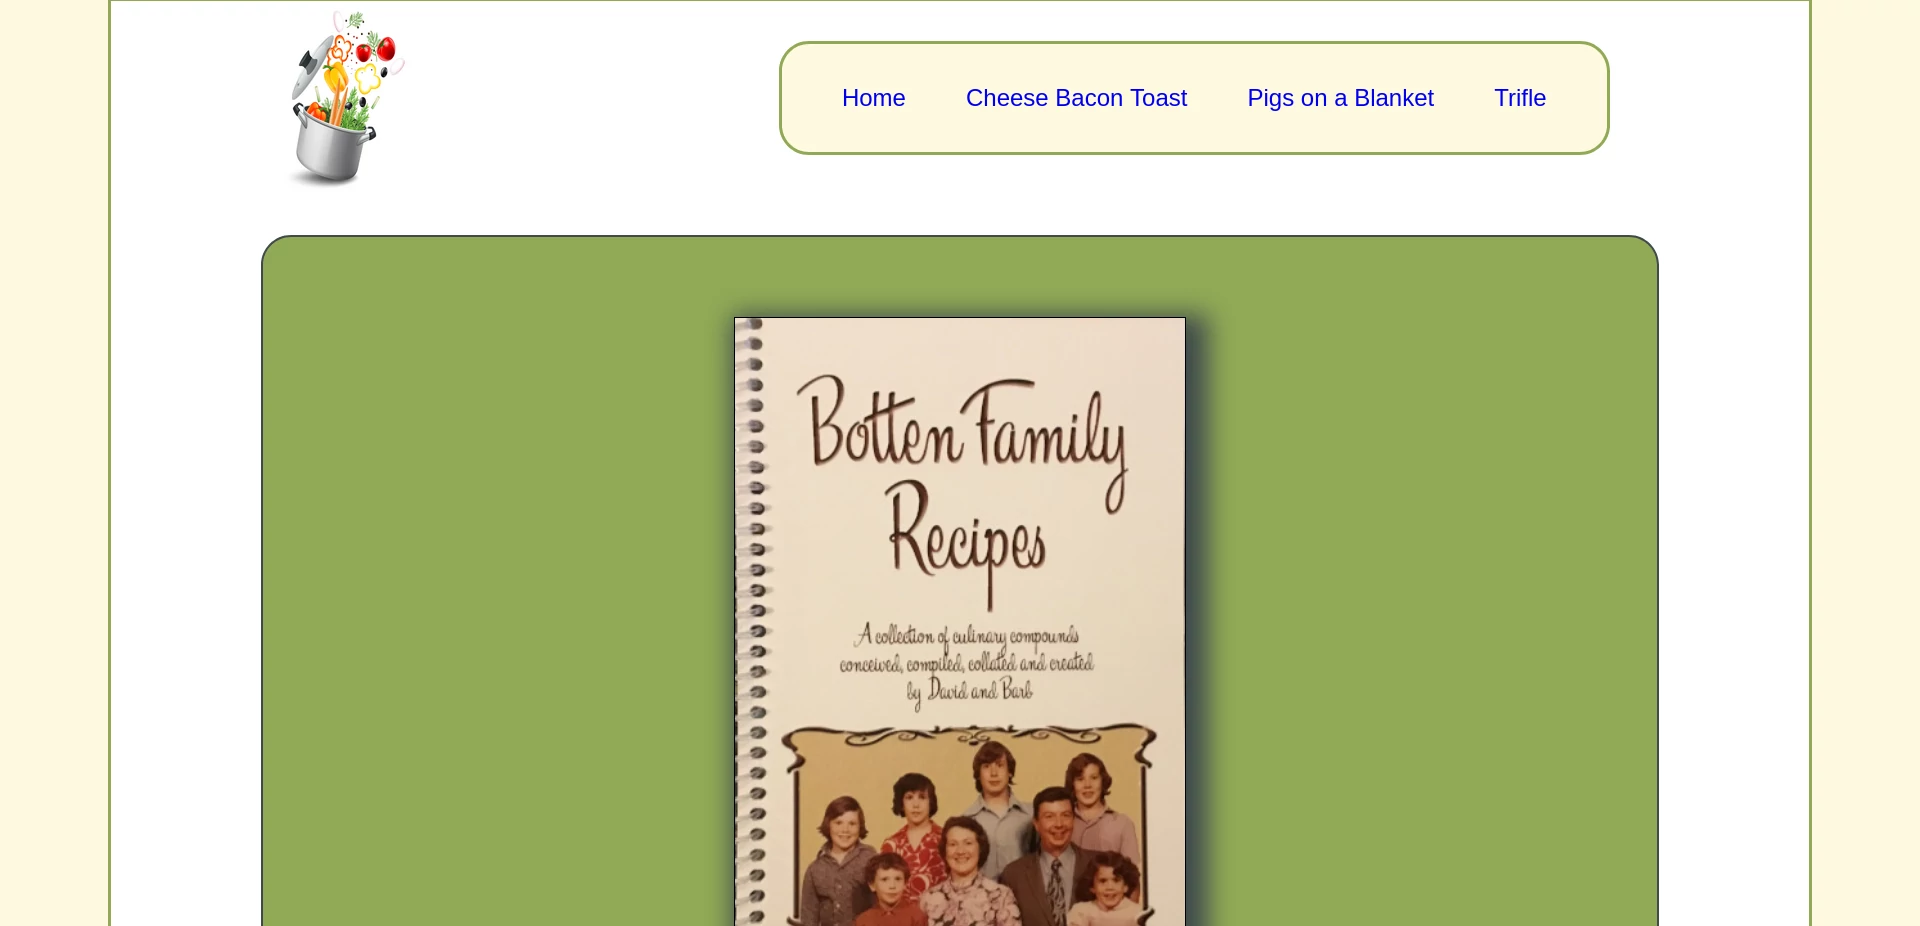 Home
Cheese Bacon Toast
Pigs on a Blanket
Trifle
Botten Family
Recipes
A collection of culinary compounds
conceived, compiled, collated and created
by David and Barb